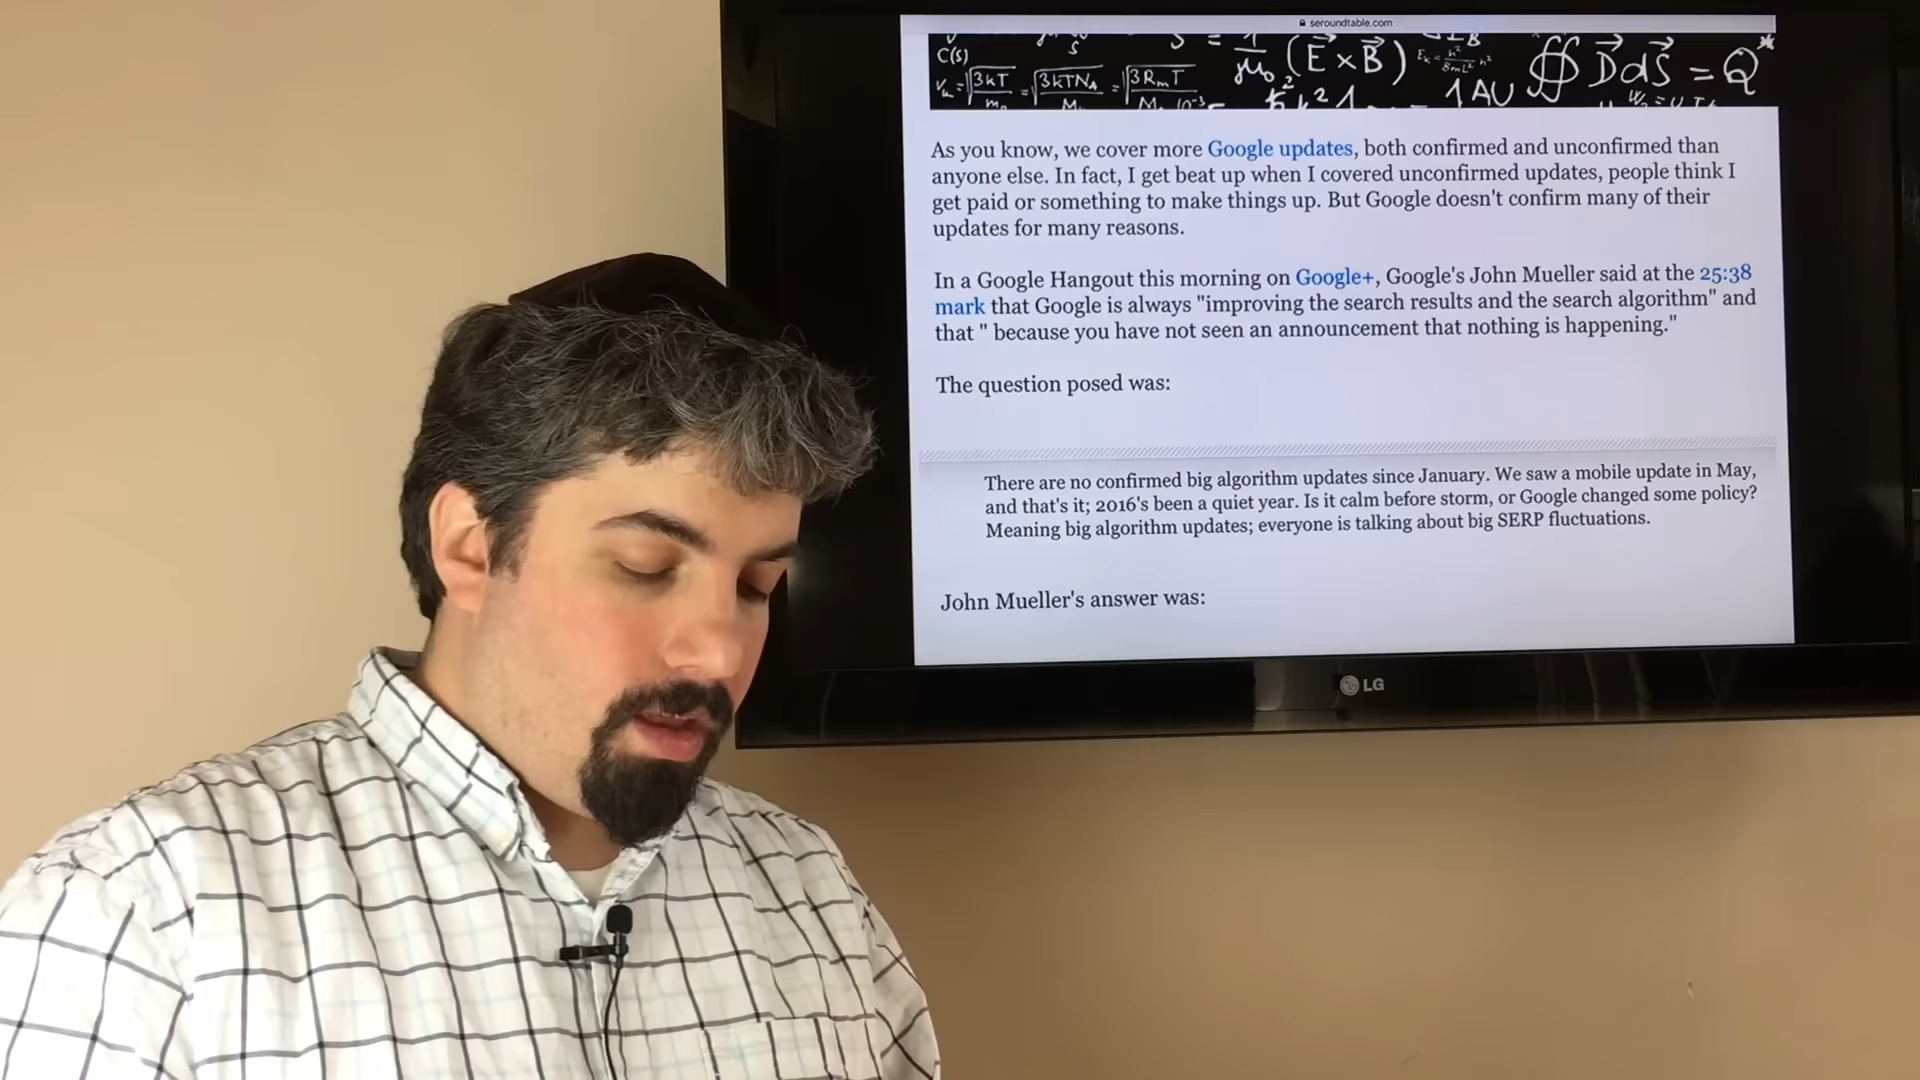 seroundtable.com
C(s)
(E × B)
1 AU
D dS = Q
As you know, we cover more Google updates, both confirmed and unconfirmed than
anyone else. In fact, I get beat up when I covered unconfirmed updates, people think I
get paid or something to make things up. But Google doesn't confirm many of their
updates for many reasons.
In a Google Hangout this morning on Google+, Google's John Mueller said at the 25:38
mark that Google is always "improving the search results and the search algorithm" and
that " because you have not seen an announcement that nothing is happening."
The question posed was:
There are no confirmed big algorithm updates since January. We saw a mobile update in May,
and that's it; 2016's been a quiet year. Is it calm before storm, or Google changed some policy?
Meaning big algorithm updates; everyone is talking about big SERP fluctuations.
John Mueller's answer was:
LG